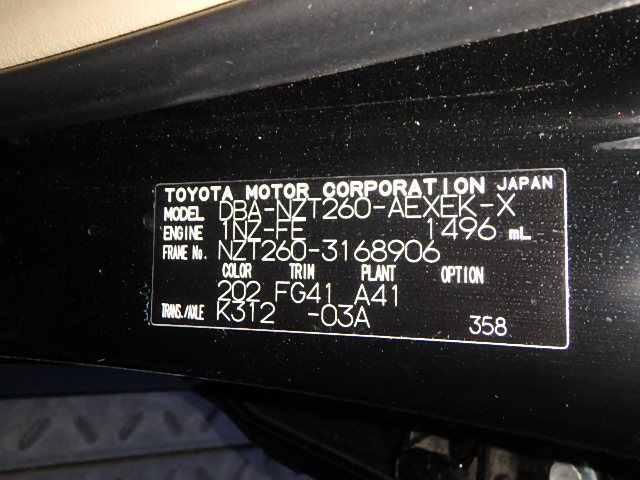 TOYOTA MOTOR CORPORATION JAPAN
MODEL DBA-NZT260-AEXEK-X
ENGINE 1NZ-FE 1496 mL
FRAME No. NZT260-3168906
COLOR TRIM PLANT OPTION
202 FG41 A41
TRANS./AXLE K312 -03A
358